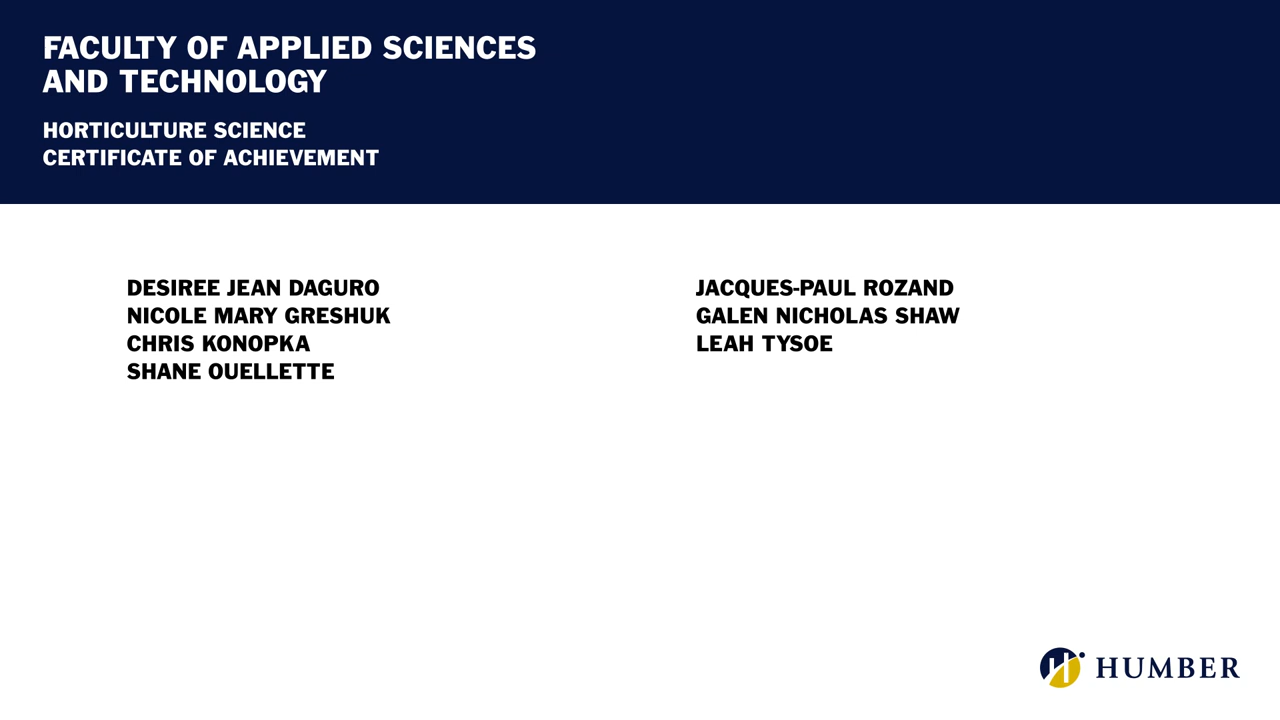 FACULTY OF APPLIED SCIENCES
AND TECHNOLOGY
HORTICULTURE SCIENCE
CERTIFICATE OF ACHIEVEMENT
DESIREE JEAN DAGURO
NICOLE MARY GRESHUK
CHRIS KONOPKA
SHANE OUELLETTE
JACQUES-PAUL ROZAND
GALEN NICHOLAS SHAW
LEAH TYSOE
HUMBER